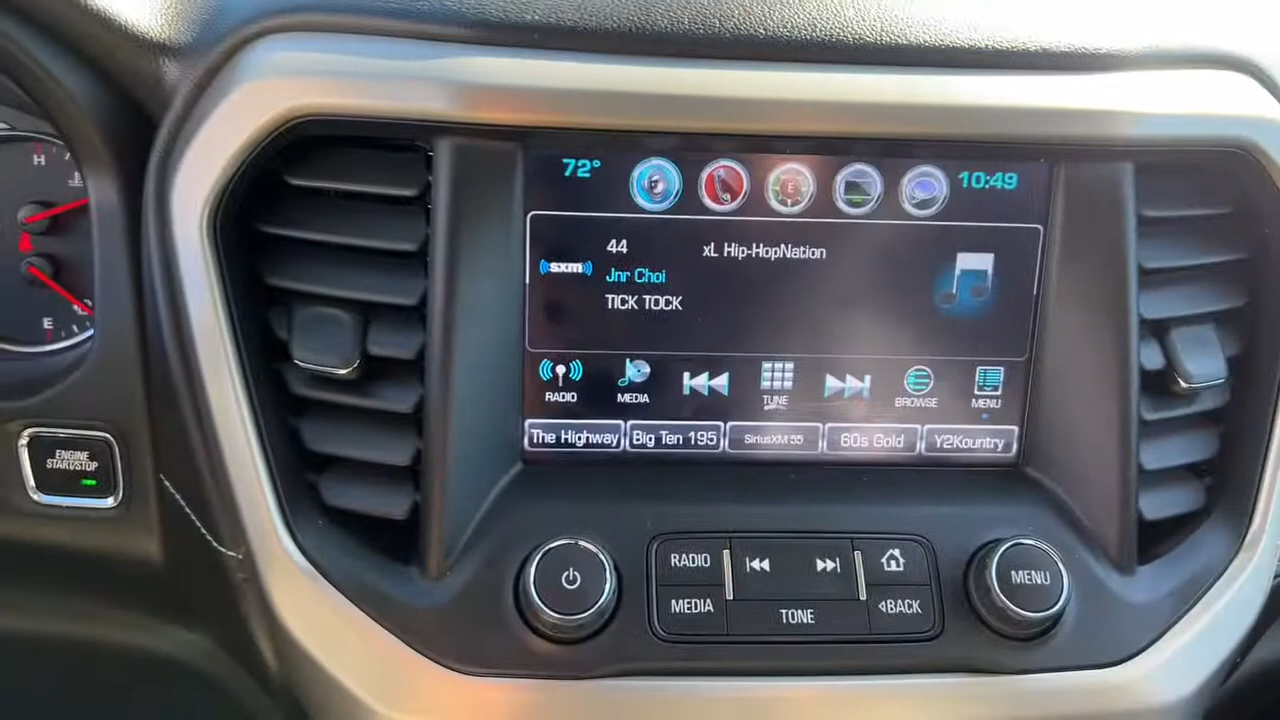 H
E
ENGINE
START/STOP
72°
E
10:49
44 xL Hip-HopNation
((sxm))
Jnr Choi
TICK TOCK
RADIO MEDIA TUNE BROWSE MENU
The Highway Big Ten 195 SiriusXM 55 60s Gold Y2Kountry
RADIO
MEDIA TONE ◁BACK
MENU